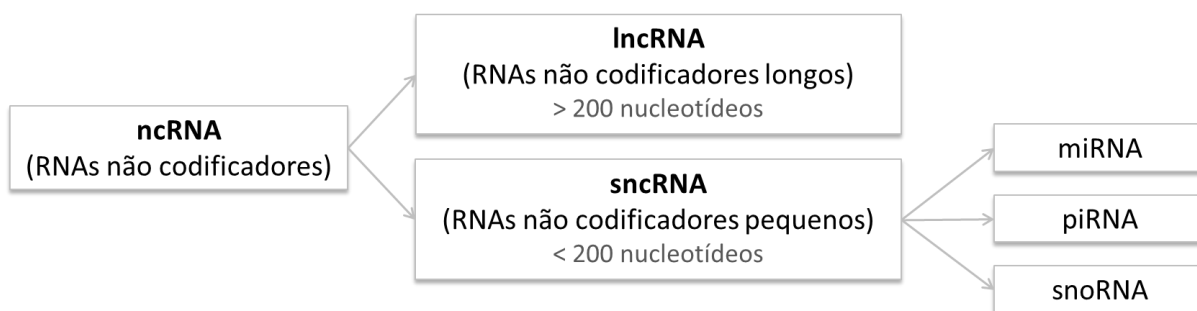 ncRNA
(RNAs não codificadores)
lncRNA
(RNAs não codificadores longos)
> 200 nucleotídeos
sncRNA
(RNAs não codificadores pequenos)
< 200 nucleotídeos
miRNA
piRNA
snoRNA